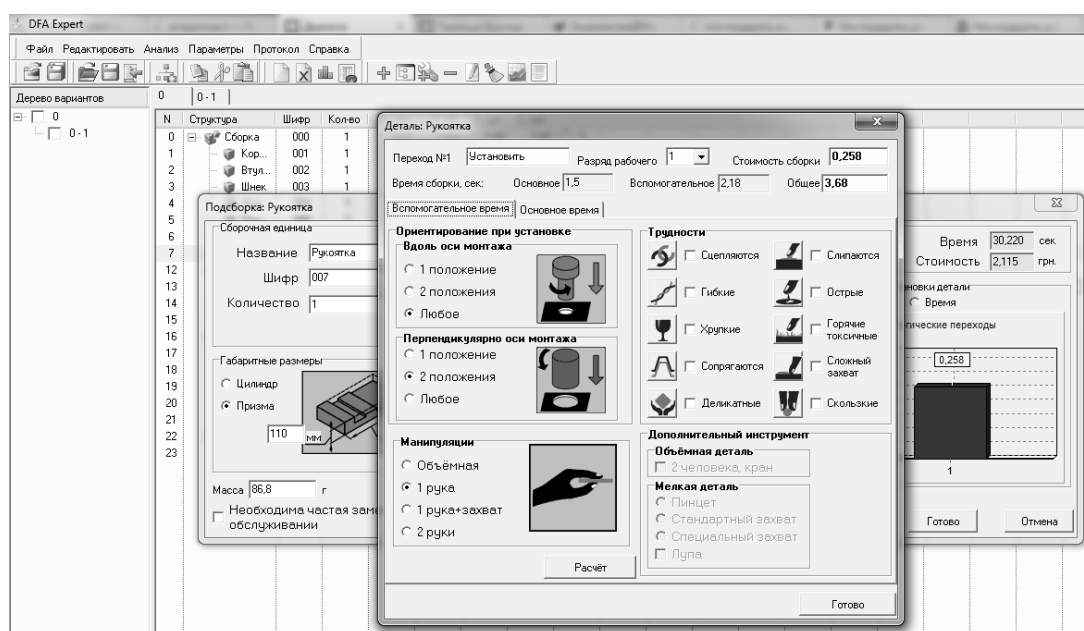 DFA Expert
Файл Редактировать Анализ Параметры Протокол Справка
Дерево вариантов
0
0 - 1
0
0 - 1
N Структура Шифр Кол-во
0 Сборка 000 1
1 Кор... 001 1
2 Втул... 002 1
3 Шнек 003 1
4
5
6
7
12
13
14
15
16
17
18
19
20
21
22
23
Подсборка: Рукоятка
Сборочная единица
Название Рукоятка
Шифр 007
Количество 1
Габаритные размеры
Цилиндр
Призма
110 мм
Масса 86,8 г
Необходима частая зам
обслуживании
Время 30,220 сек.
Стоимость 2,115 грн.
новки детали
Время
гические переходы
0,258
1
Готово Отмена
Деталь: Рукоятка
Переход №1 Установить Разряд рабочего 1 Стоимость сборки 0,258
Время сборки, сек: Основное 1,5 Вспомогательное 2,18 Общее 3,68
Вспомогательное время Основное время
Ориентирование при установке
Вдоль оси монтажа
1 положение
2 положения
Любое
Перпендикулярно оси монтажа
1 положение
2 положения
Любое
Манипуляции
Объёмная
1 рука
1 рука+захват
2 руки
Расчёт
Трудности
Сцепляются Слипаются
Гибкие Острые
Хрупкие Горячие
токсичные
Сопрягаются Сложный
захват
Деликатные Скользкие
Дополнительный инструмент
Объёмная деталь
2 человека, кран
Мелкая деталь
Пинцет
Стандартный захват
Специальный захват
Лупа
Готово